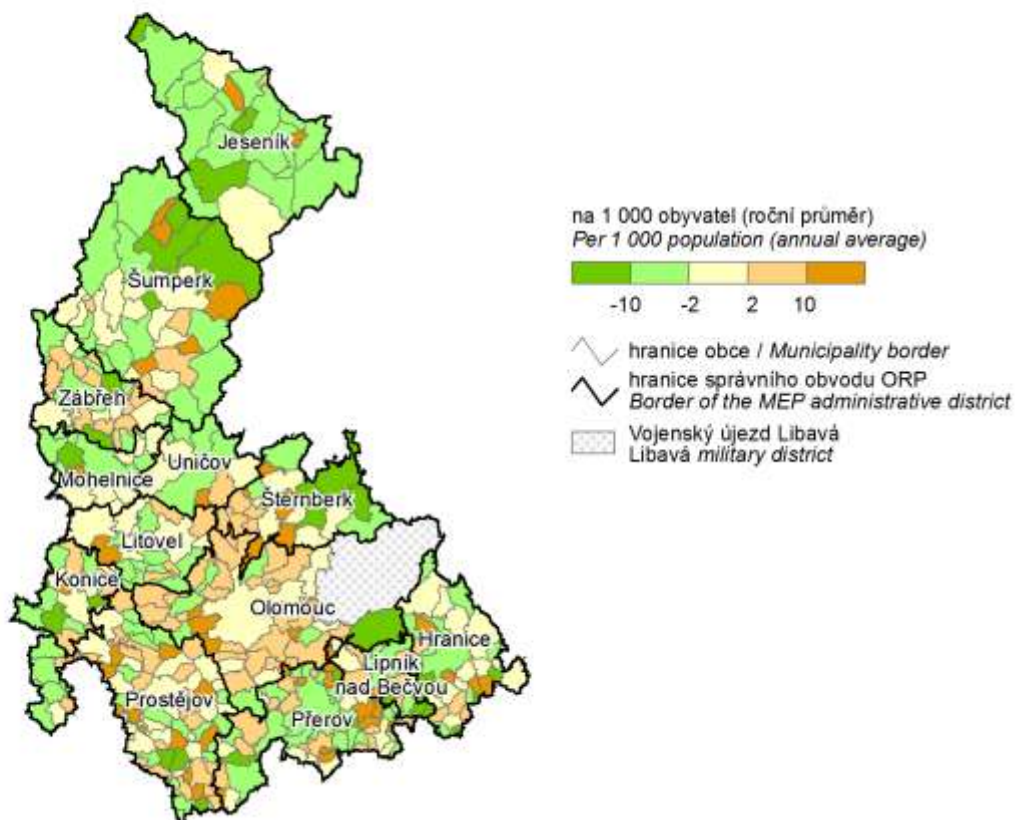 Jeseník
Šumperk
Zábřeh
Mohelnice
Uničov
Šternberk
Litovel
Konice
Olomouc
Hranice
Lipník
nad Bečvou
Prostějov
Přerov
na 1 000 obyvatel (roční průměr)
Per 1 000 population (annual average)
-10 -2 2 10
hranice obce / Municipality border
hranice správního obvodu ORP
Border of the MEP administrative district
Vojenský újezd Libavá
Libavá military district